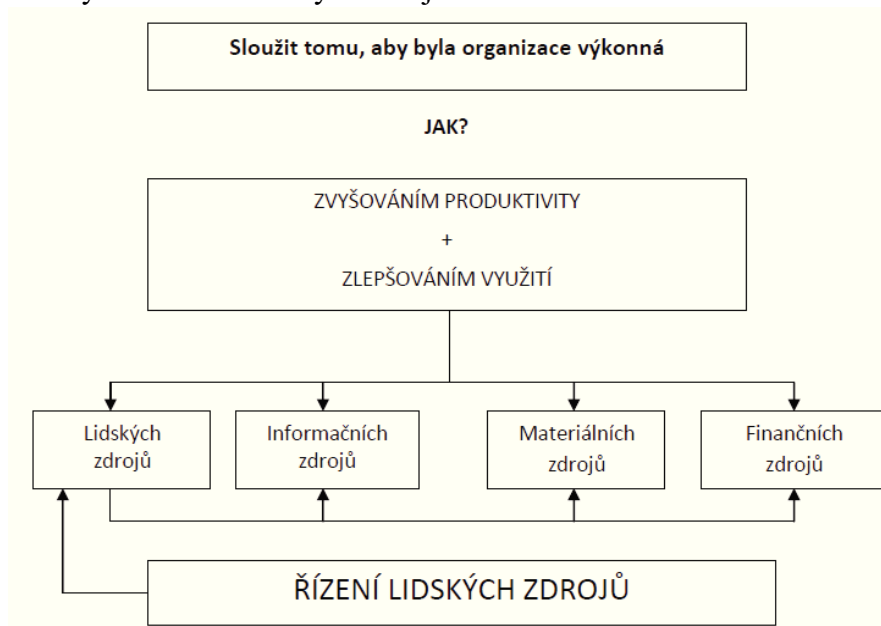 Sloužit tomu, aby byla organizace výkonná
JAK?
ZVYŠOVÁNÍM PRODUKTIVITY
+
ZLEPŠOVÁNÍM VYUŽITÍ
Lidských
zdrojů
Informačních
zdrojů
Materiálních
zdrojů
Finančních
zdrojů
ŘÍZENÍ LIDSKÝCH ZDROJŮ